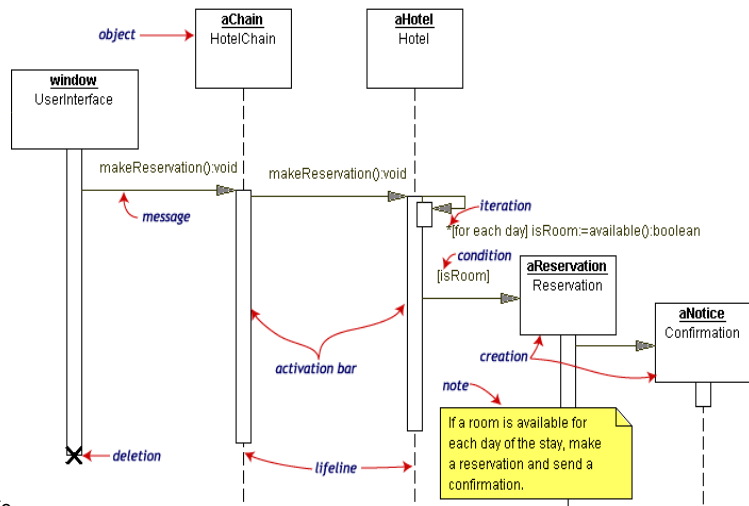 aChain
HotelChain
aHotel
Hotel
object
window
UserInterface
makeReservation():void
makeReservation():void
message
iteration
*[for each day] isRoom:=available():boolean
condition
[isRoom]
aReservation
Reservation
aNotice
Confirmation
activation bar
creation
note
If a room is available for
each day of the stay, make
a reservation and send a
confirmation.
deletion
lifeline